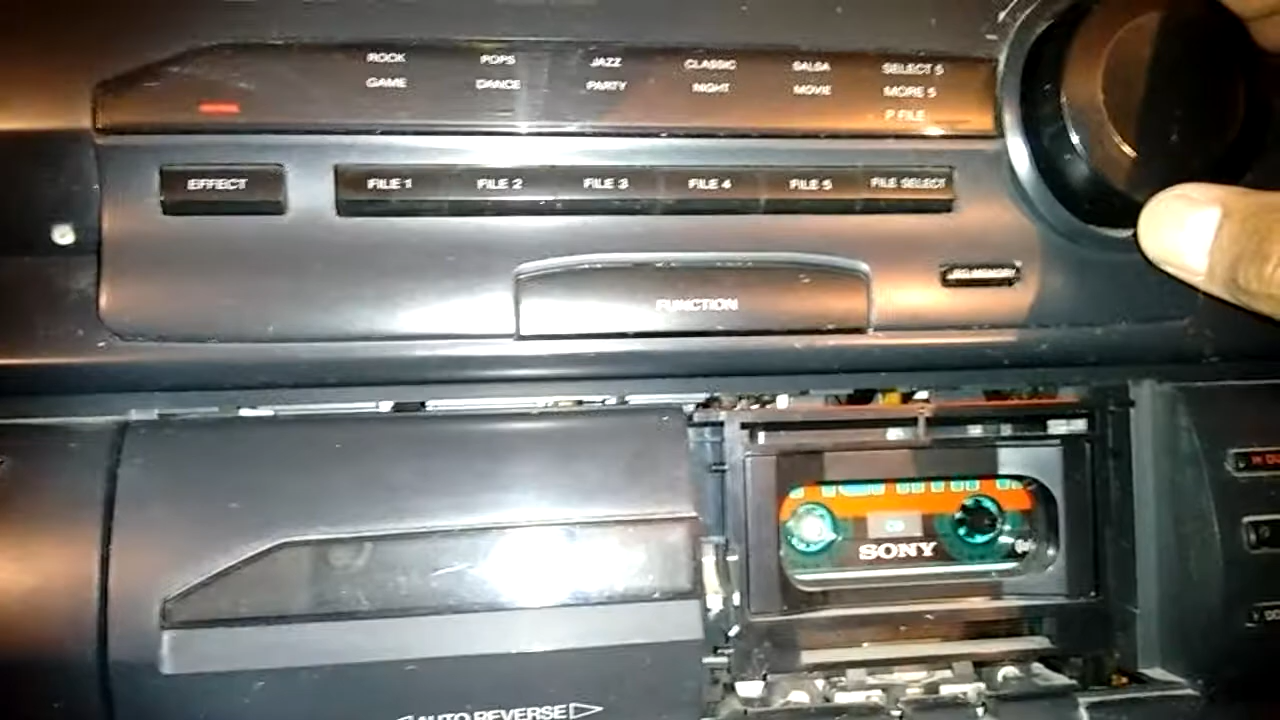 ROCK POPS JAZZ CLASSIC SALSA SELECT 5
GAME DANCE PARTY NIGHT MOVIE MORE 5
P FILE
EFFECT FILE 1 FILE 2 FILE 3 FILE 4 FILE 5 FILE SELECT
FUNCTION
SONY
AUTO REVERSE